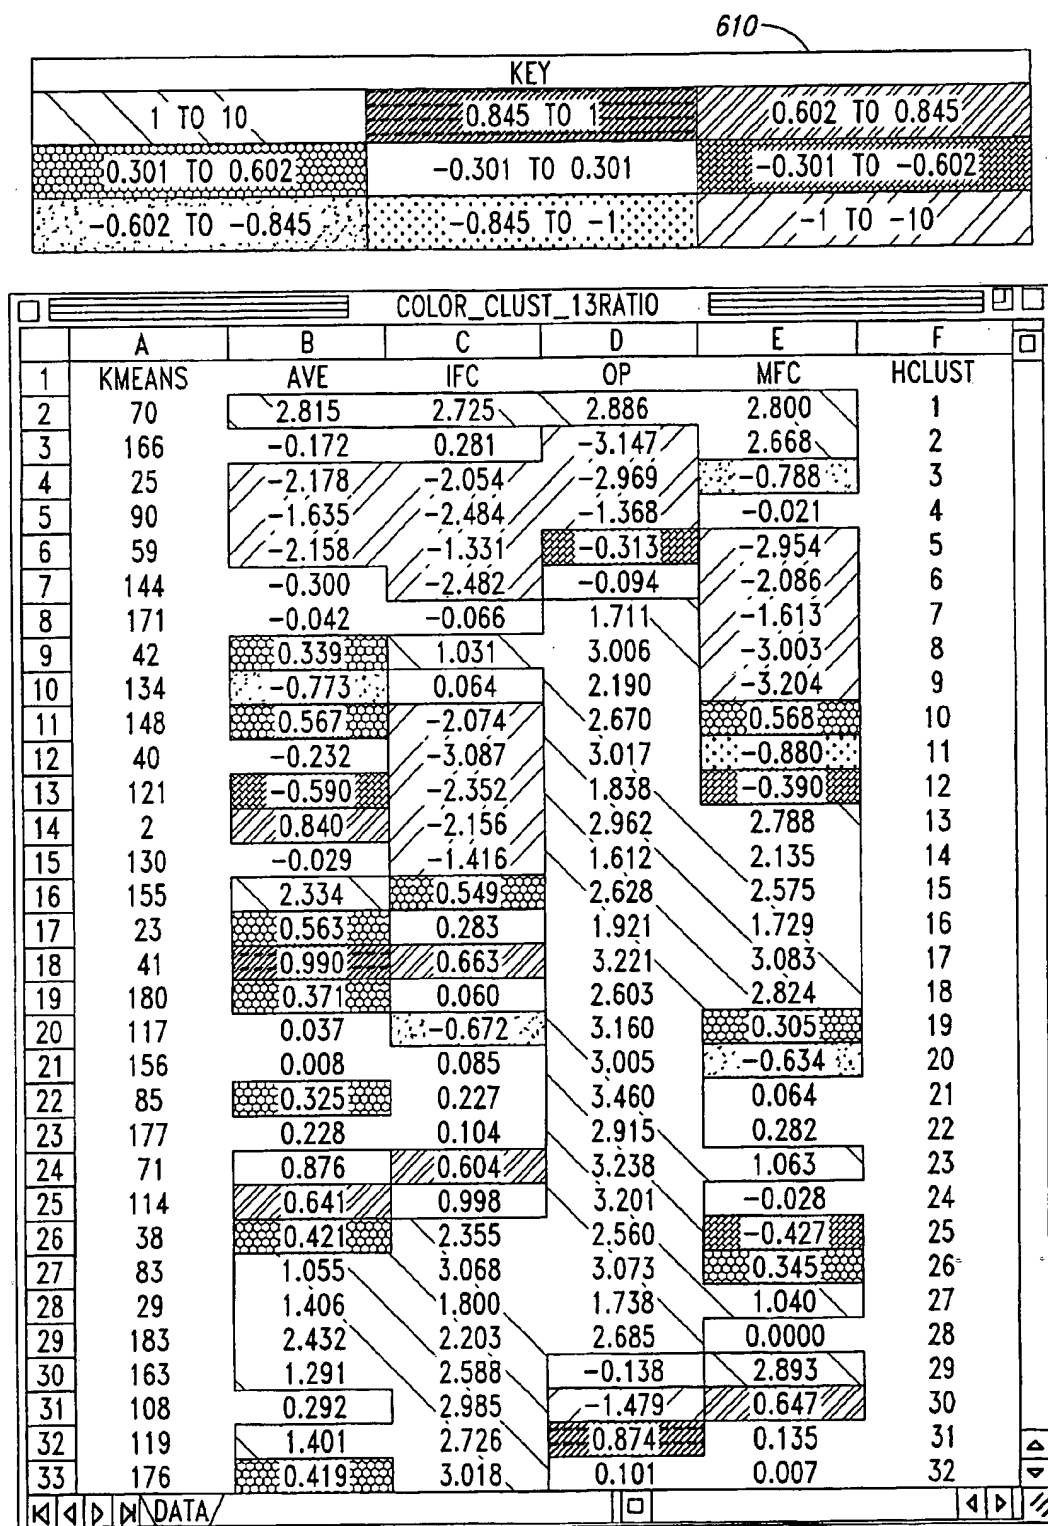 610
KEY
1 TO 10 0.845 TO 1 0.602 TO 0.845
0.301 TO 0.602 -0.301 TO 0.301 -0.301 TO -0.602
-0.602 TO -0.845 -0.845 TO -1 -1 TO -10
COLOR_CLUST_13RATIO
A B C D E F
1 KMEANS AVE IFC OP MFC HCLUST
2 70 2.815 2.725 2.886 2.800 1
3 166 -0.172 0.281 -3.147 2.668 2
4 25 -2.178 -2.054 -2.969 -0.788 3
5 90 -1.635 -2.484 -1.368 -0.021 4
6 59 -2.158 -1.331 -0.313 -2.954 5
7 144 -0.300 -2.482 -0.094 -2.086 6
8 171 -0.042 -0.066 1.711 -1.613 7
9 42 0.339 1.031 3.006 -3.003 8
10 134 -0.773 0.064 2.190 -3.204 9
11 148 0.567 -2.074 2.670 0.568 10
12 40 -0.232 -3.087 3.017 -0.880 11
13 121 -0.590 -2.352 1.838 -0.390 12
14 2 0.840 -2.156 2.962 2.788 13
15 130 -0.029 -1.416 1.612 2.135 14
16 155 2.334 0.549 2.628 2.575 15
17 23 0.563 0.283 1.921 1.729 16
18 41 0.990 0.663 3.221 3.083 17
19 180 0.371 0.060 2.603 2.824 18
20 117 0.037 -0.672 3.160 0.305 19
21 156 0.008 0.085 3.005 -0.634 20
22 85 0.325 0.227 3.460 0.064 21
23 177 0.228 0.104 2.915 0.282 22
24 71 0.876 0.604 3.238 1.063 23
25 114 0.641 0.998 3.201 -0.028 24
26 38 0.421 2.355 2.560 -0.427 25
27 83 1.055 3.068 3.073 0.345 26
28 29 1.406 1.800 1.738 1.040 27
29 183 2.432 2.203 2.685 0.0000 28
30 163 1.291 2.588 -0.138 2.893 29
31 108 0.292 2.985 -1.479 0.647 30
32 119 1.401 2.726 0.874 0.135 31
33 176 0.419 3.018 0.101 0.007 32
DATA